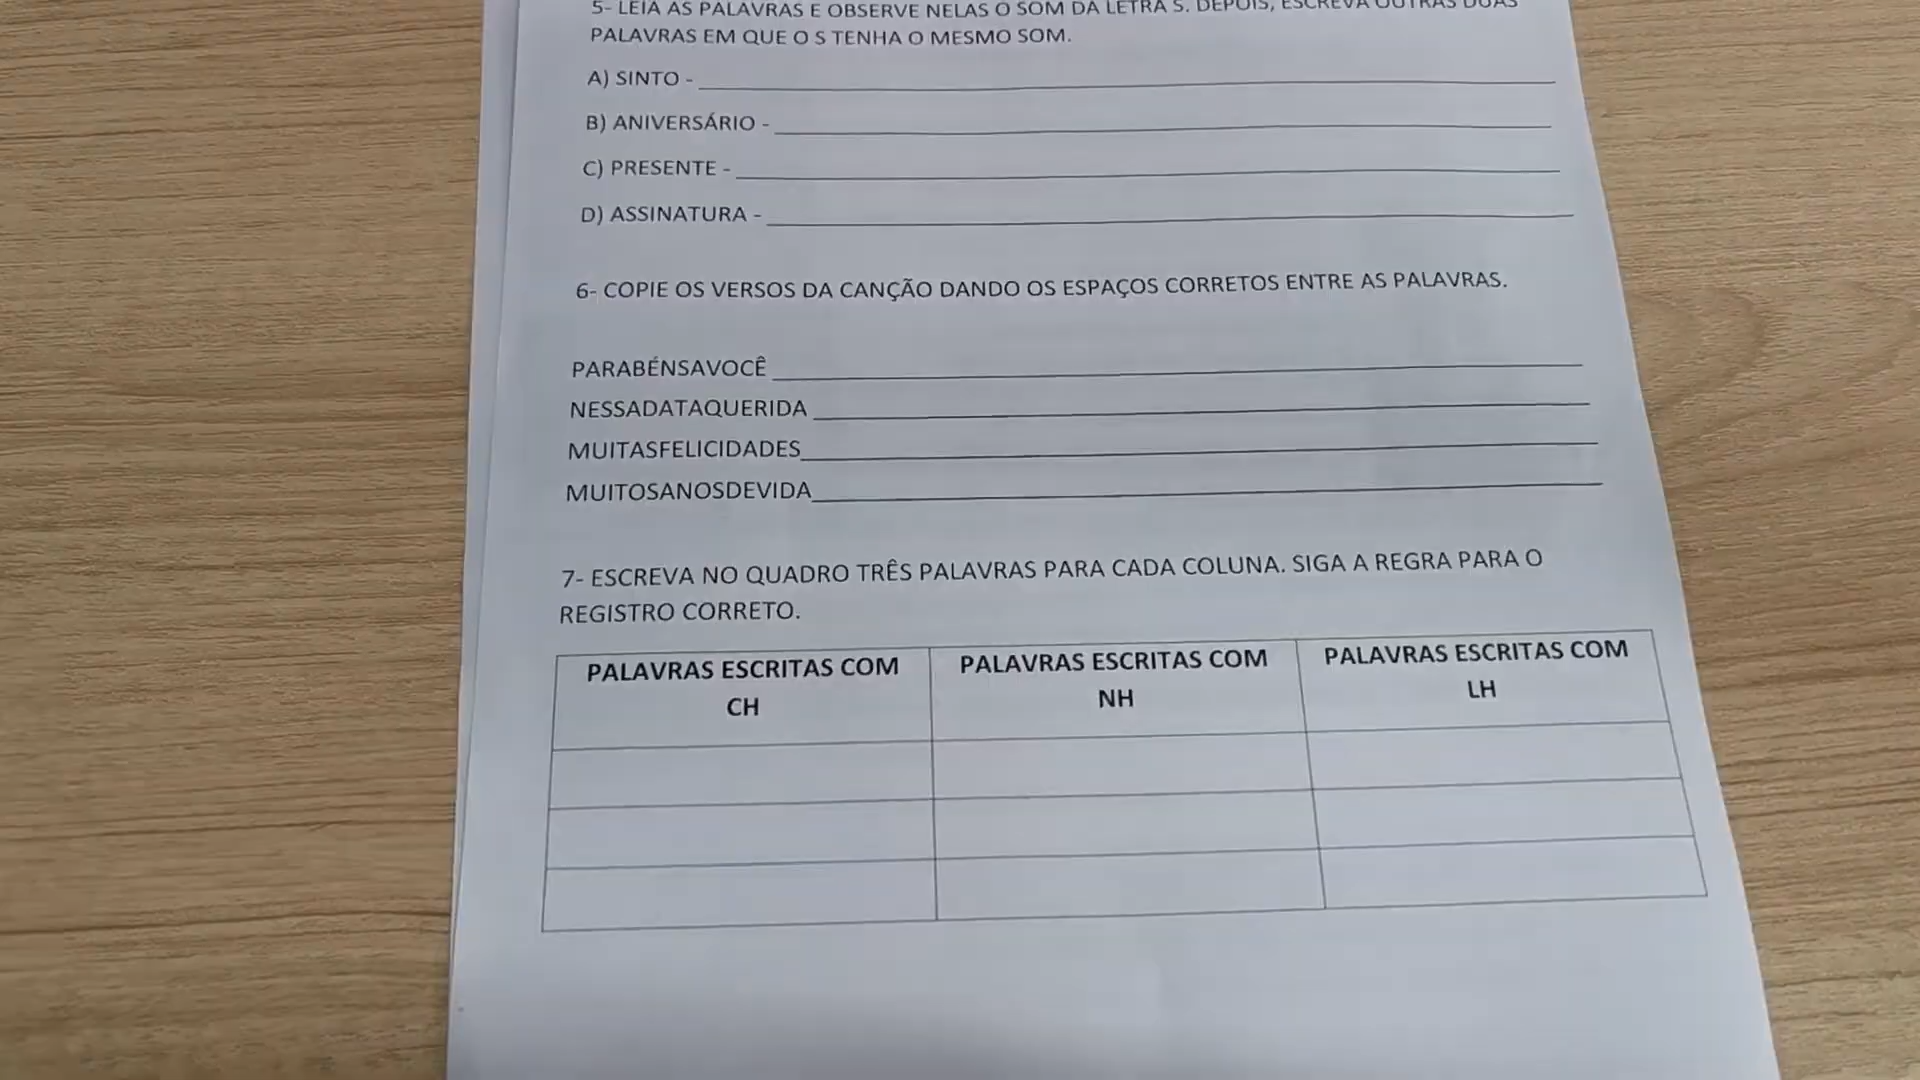 5- LEIA AS PALAVRAS E OBSERVE NELAS O SOM DA LETRA S. DEPOIS, ESCREVA OUTRAS DUAS
PALAVRAS EM QUE O S TENHA O MESMO SOM.
A) SINTO -
B) ANIVERSÁRIO -
C) PRESENTE -
D) ASSINATURA -
6- COPIE OS VERSOS DA CANÇÃO DANDO OS ESPAÇOS CORRETOS ENTRE AS PALAVRAS.
PARABÉNSAVOCÊ
NESSADATAQUERIDA
MUITASFELICIDADES
MUITOSANOSDEVIDA
7- ESCREVA NO QUADRO TRÊS PALAVRAS PARA CADA COLUNA. SIGA A REGRA PARA O
REGISTRO CORRETO.
PALAVRAS ESCRITAS COM
CH
PALAVRAS ESCRITAS COM
NH
PALAVRAS ESCRITAS COM
LH